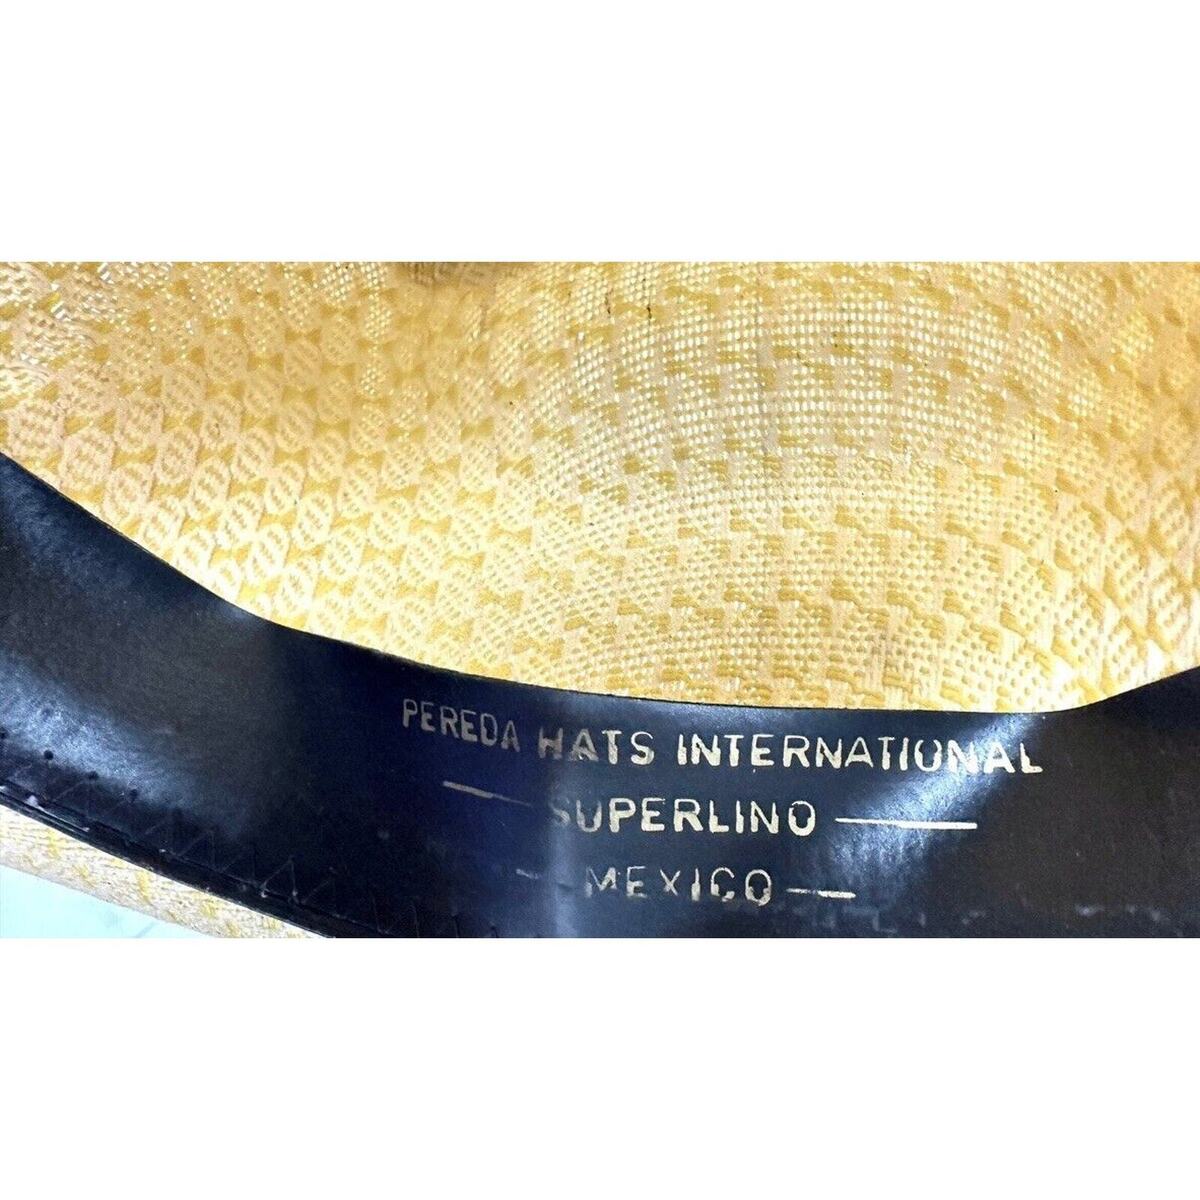 PEREDA HATS INTERNATIONAL
SUPERLINO
MEXICO